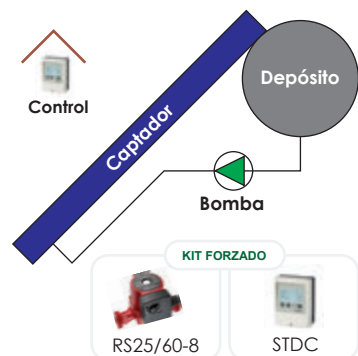 Depósito
Control
Captador
Bomba
KIT FORZADO
RS25/60-8
STDC